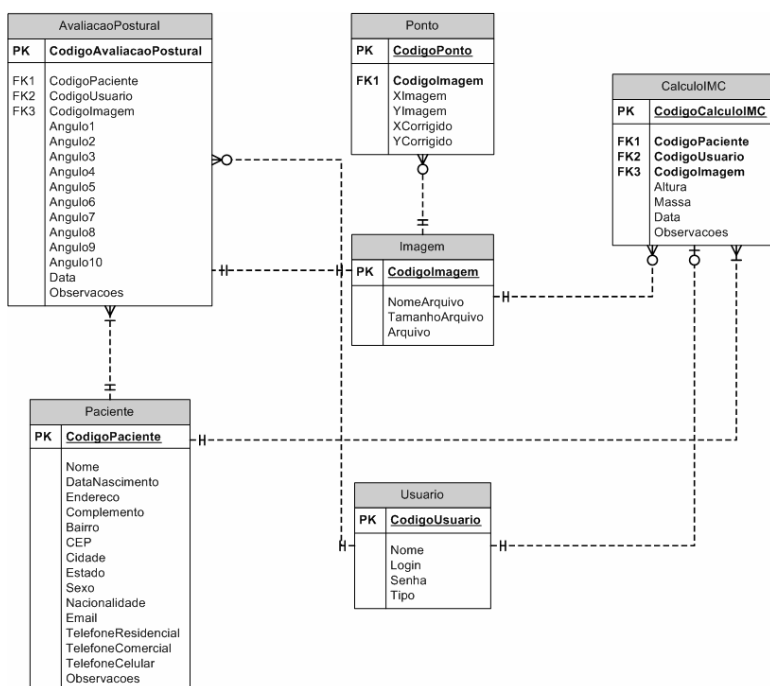 AvaliacaoPostural
PK CodigoAvaliacaoPostural
FK1 CodigoPaciente
FK2 CodigoUsuario
FK3 CodigoImagem
Angulo1
Angulo2
Angulo3
Angulo4
Angulo5
Angulo6
Angulo7
Angulo8
Angulo9
Angulo10
Data
Observacoes
Ponto
PK CodigoPonto
FK1 CodigoImagem
XImagem
YImagem
XCorrigido
YCorrigido
CalculoIMC
PK CodigoCalculoIMC
FK1 CodigoPaciente
FK2 CodigoUsuario
FK3 CodigoImagem
Altura
Massa
Data
Observacoes
Imagem
PK CodigoImagem
NomeArquivo
TamanhoArquivo
Arquivo
Paciente
PK CodigoPaciente
Nome
DataNascimento
Endereco
Complemento
Bairro
CEP
Cidade
Estado
Sexo
Nacionalidade
Email
TelefoneResidencial
TelefoneComercial
TelefoneCelular
Observacoes
Usuario
PK CodigoUsuario
Nome
Login
Senha
Tipo